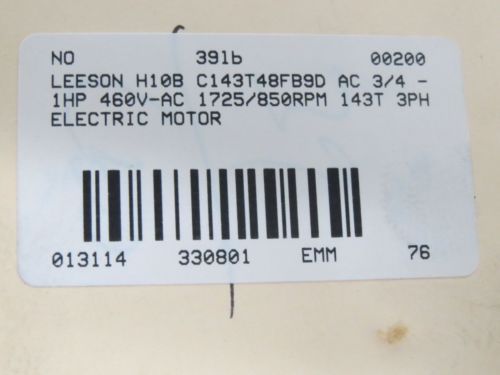 NO 39lb 00200
LEESON H10B C143T48FB9D AC 3/4 -
1HP 460V-AC 1725/850RPM 143T 3PH
ELECTRIC MOTOR
013114 330801 EMM 76